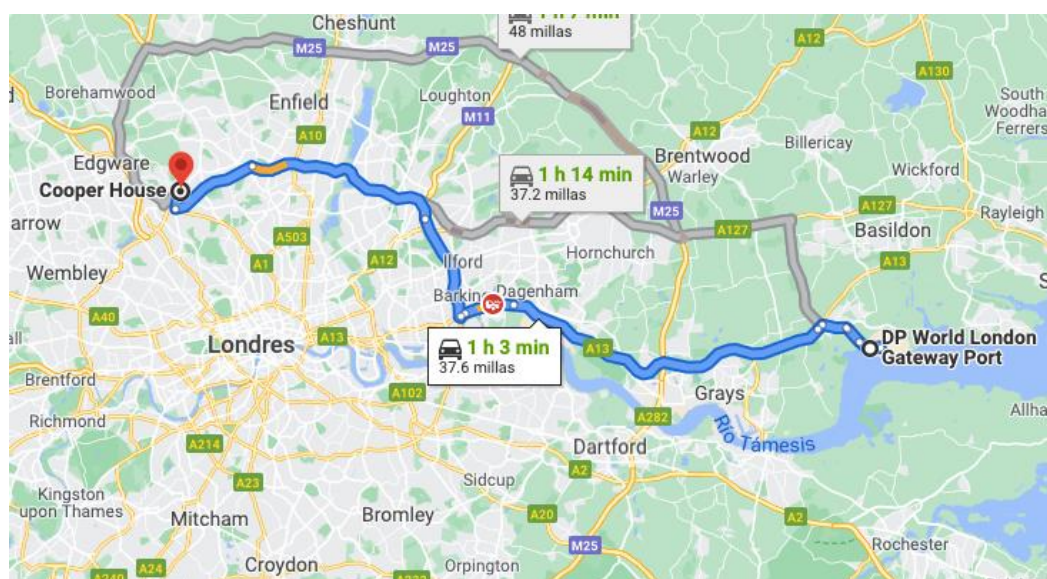 Cheshunt
48 millas
M25
M25
A12
A130
Borehamwood
Loughton
South
Woodham
Ferrers
Enfield
A10
M11
A12
Billericay
Edgware
Brentwood
Warley
Wickford
Cooper House
1 h 14 min
37.2 millas
M25
A127
A127
Rayleigh
arrow
A503
Hornchurch
Basildon
A1
A12
Ilford
A13
Wembley
Dagenham
A40
Londres
A13
1 h 3 min
37.6 millas
A13
DP World London
Gateway Port
Brentford
A102
Grays
Richmond
A282
Río Támesis
A214
Dartford
A2
Sidcup
Kingston
upon Thames
A23
A20
A2
Mitcham
Bromley
M25
Rochester
A24
Croydon
Orpington